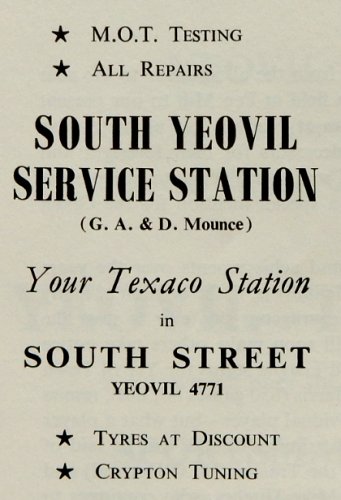 ★ M.O.T. Testing
★ All Repairs
SOUTH YEOVIL
SERVICE STATION
(G. A. & D. Mounce)
Your Texaco Station
in
SOUTH STREET
YEOVIL 4771
★ Tyres at Discount
★ Crypton Tuning